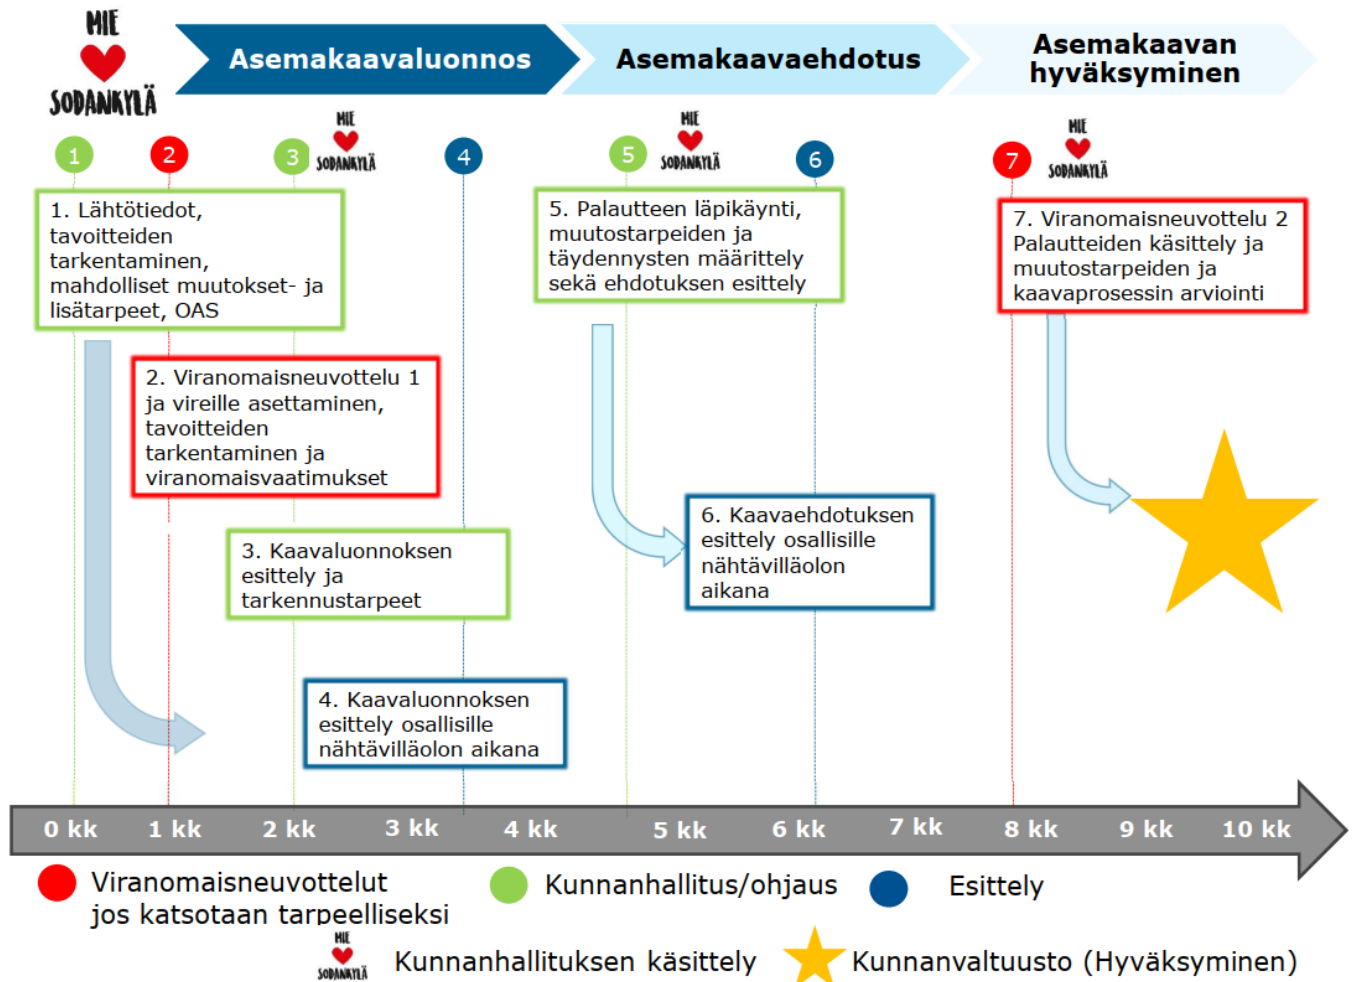 MIE
SODANKYLÄ
Asemakaavaluonnos
Asemakaavaehdotus
Asemakaavan
hyväksyminen
1
2
3
MIE
SODANKYLÄ
4
5
MIE
SODANKYLÄ
6
7
MIE
SODANKYLÄ
1. Lähtötiedot,
tavoitteiden
tarkentaminen,
mahdolliset muutokset- ja
lisätarpeet, OAS
2. Viranomaisneuvottelu 1
ja vireille asettaminen,
tavoitteiden
tarkentaminen ja
viranomaisvaatimukset
3. Kaavaluonnoksen
esittely ja
tarkennustarpeet
4. Kaavaluonnoksen
esittely osallisille
nähtävilläolon aikana
5. Palautteen läpikäynti,
muutostarpeiden ja
täydennysten määrittely
sekä ehdotuksen esittely
6. Kaavaehdotuksen
esittely osallisille
nähtävilläolon
aikana
7. Viranomaisneuvottelu 2
Palautteiden käsittely ja
muutostarpeiden ja
kaavaprosessin arviointi
0 kk 1 kk 2 kk 3 kk 4 kk 5 kk 6 kk 7 kk 8 kk 9 kk 10 kk
Viranomaisneuvottelut
jos katsotaan tarpeelliseksi
Kunnanhallitus/ohjaus
Esittely
MIE
SODANKYLÄ
Kunnanhallituksen käsittely
Kunnanvaltuusto (Hyväksyminen)